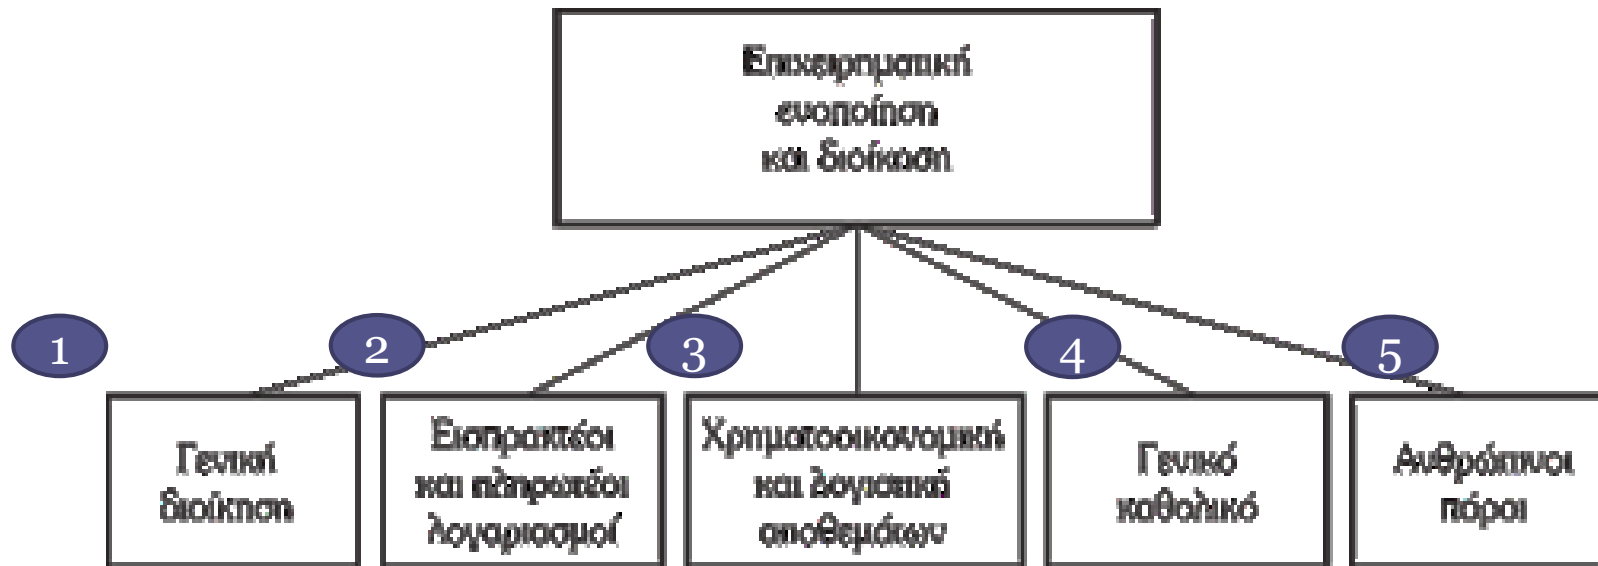 Επιχειρηματική
ενοποίηση
και διοίκηση
1
2
3
4
5
Γενική
διοίκηση
Εισπρακτέοι
και πληρωτέοι
λογαριασμοί
Χρηματοοικονομική
και λογιστική
αποθεμάτων
Γενικό
καθολικό
Ανθρώπινοι
πόροι